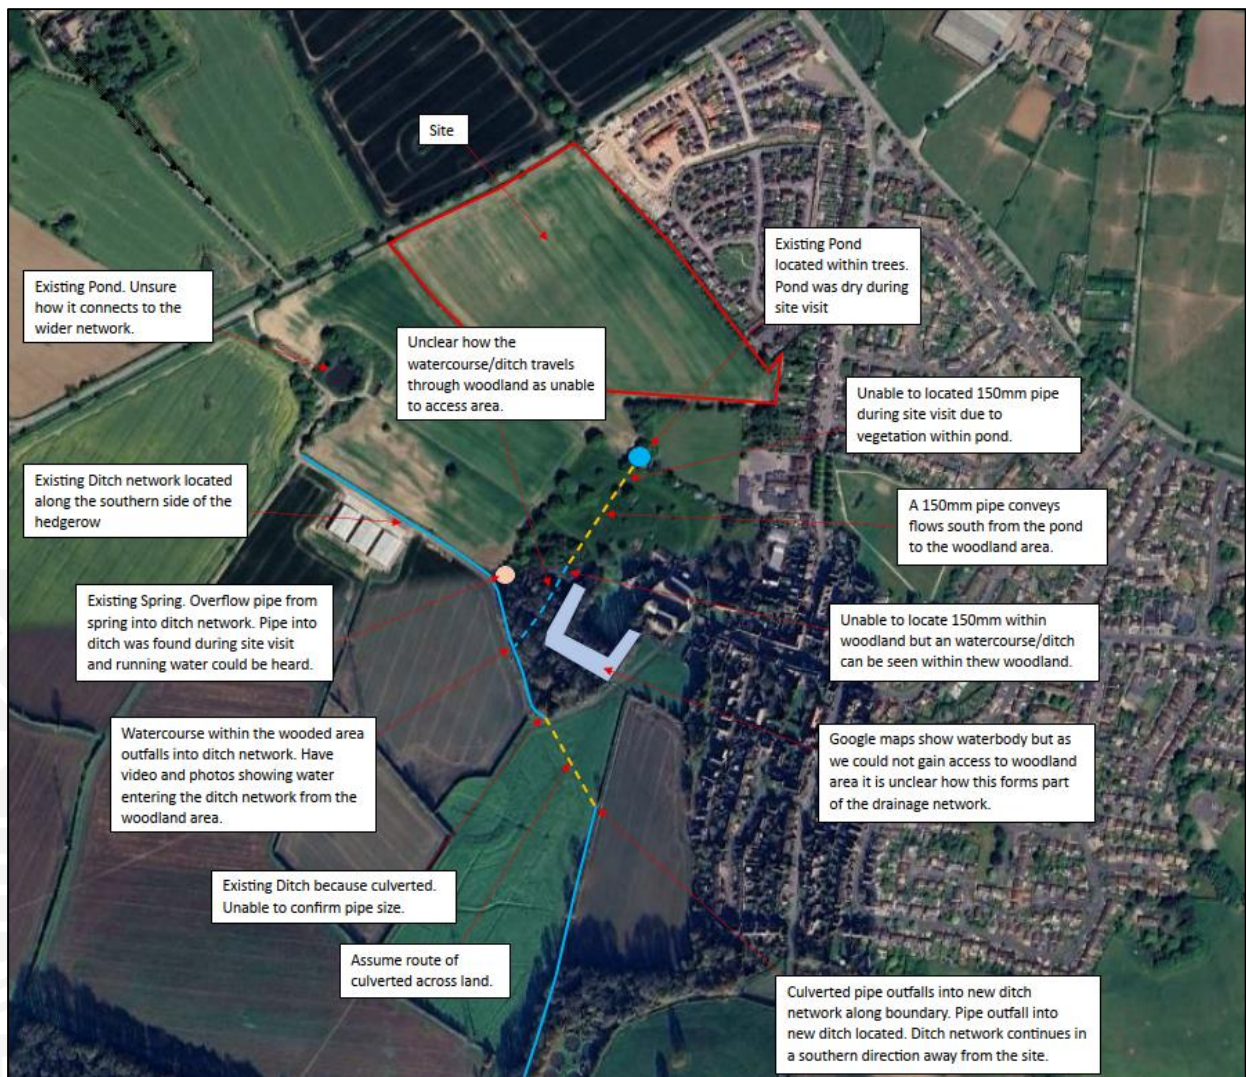 Site
Existing Pond
located within trees.
Pond was dry during
site visit
Existing Pond. Unsure
how it connects to the
wider network.
Unclear how the
watercourse/ditch travels
through woodland as unable
to access area.
Unable to located 150mm pipe
during site visit due to
vegetation within pond.
Existing Ditch network located
along the southern side of the
hedgerow
A 150mm pipe conveys
flows south from the pond
to the woodland area.
Existing Spring. Overflow pipe from
spring into ditch network. Pipe into
ditch was found during site visit
and running water could be heard.
Unable to locate 150mm within
woodland but an watercourse/ditch
can be seen within thew woodland.
Watercourse within the wooded area
outfalls into ditch network. Have
video and photos showing water
entering the ditch network from the
woodland area.
Google maps show waterbody but as
we could not gain access to woodland
area it is unclear how this forms part
of the drainage network.
Existing Ditch because culverted.
Unable to confirm pipe size.
Assume route of
culverted across land.
Culverted pipe outfalls into new ditch
network along boundary. Pipe outfall into
new ditch located. Ditch network continues in
a southern direction away from the site.